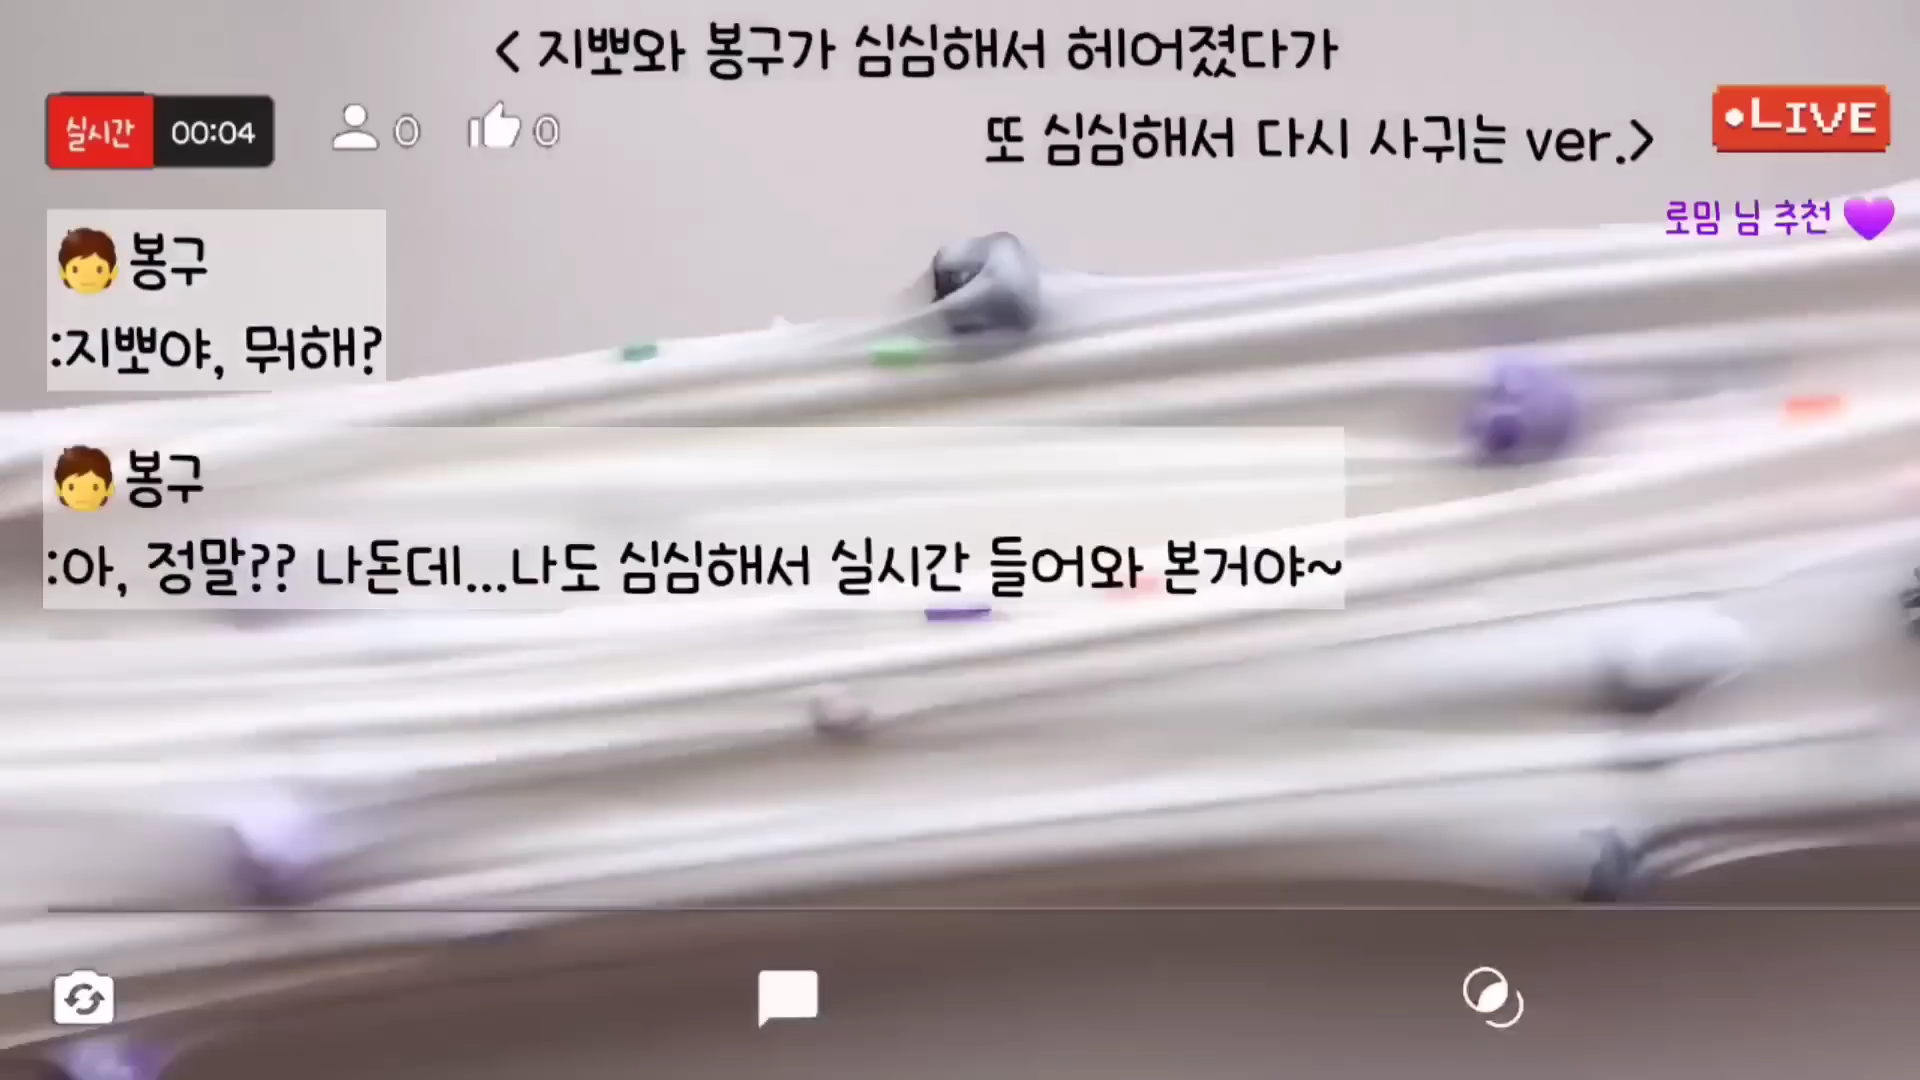 < 지뽀와 봉구가 심심해서 헤어졌다가
또 심심해서 다시 사귀는 ver.>
실시간 00:04 0 0
LIVE
로밈 님 추천
봉구
:지뽀야, 뭐해?
봉구
:아, 정말?? 나돈데...나도 심심해서 실시간 들어와 본거야~